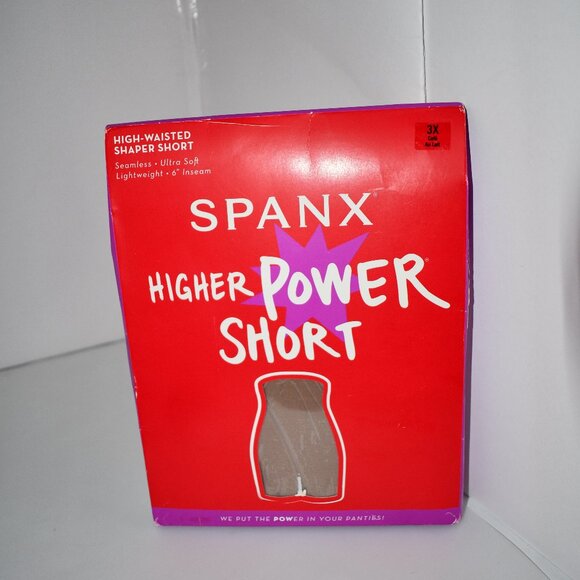 HIGH-WAISTED
SHAPER SHORT
Seamless • Ultra Soft
Lightweight • 6" Inseam
3X
SPANX®
HIGHER POWER®
SHORT
WE PUT THE POWER IN YOUR PANTIES!